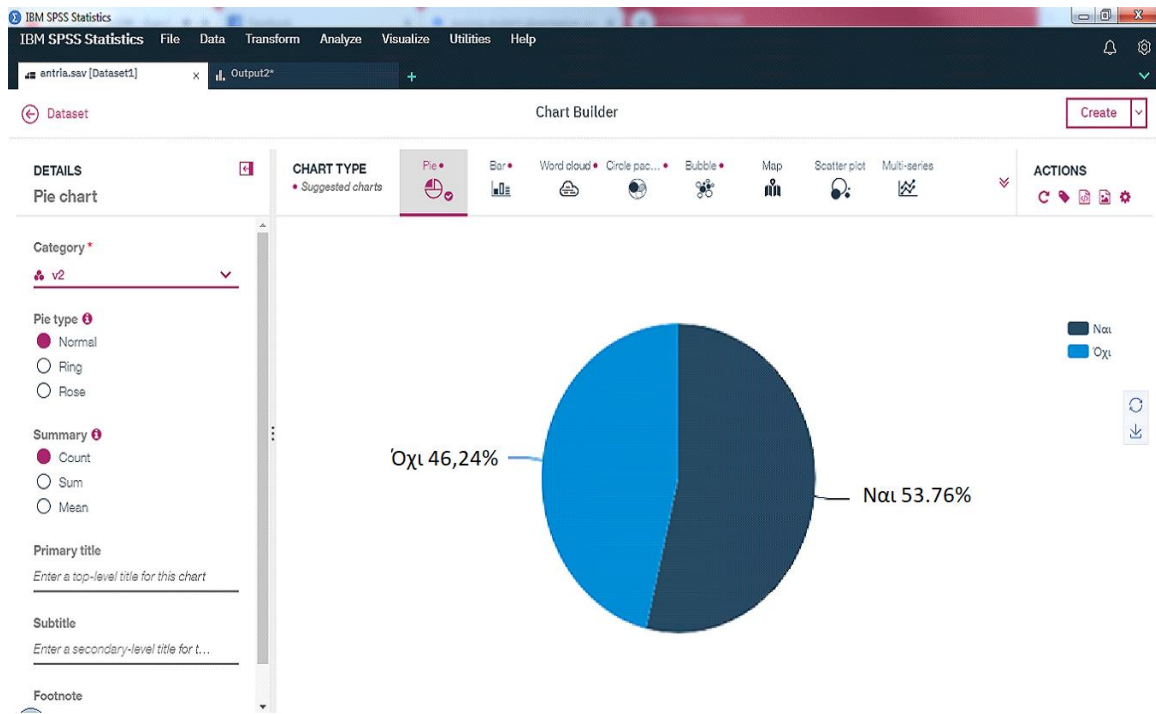 IBM SPSS Statistics
IBM SPSS Statistics File Data Transform Analyze Visualize Utilities Help
antria.sav [Dataset1] x Output2* +
Dataset
Chart Builder
Create
DETAILS
Pie chart
CHART TYPE
• Suggested charts
Pie •
Bar •
Word cloud •
Circle pac... •
Bubble •
Map
Scatter plot
Multi-series
ACTIONS
Category *
v2
Pie type
Normal
Ring
Rose
Summary
Count
Sum
Mean
Primary title
Enter a top-level title for this chart
Subtitle
Enter a secondary-level title for t...
Footnote
Ναι
Όχι
Όχι 46,24%
Ναι 53.76%